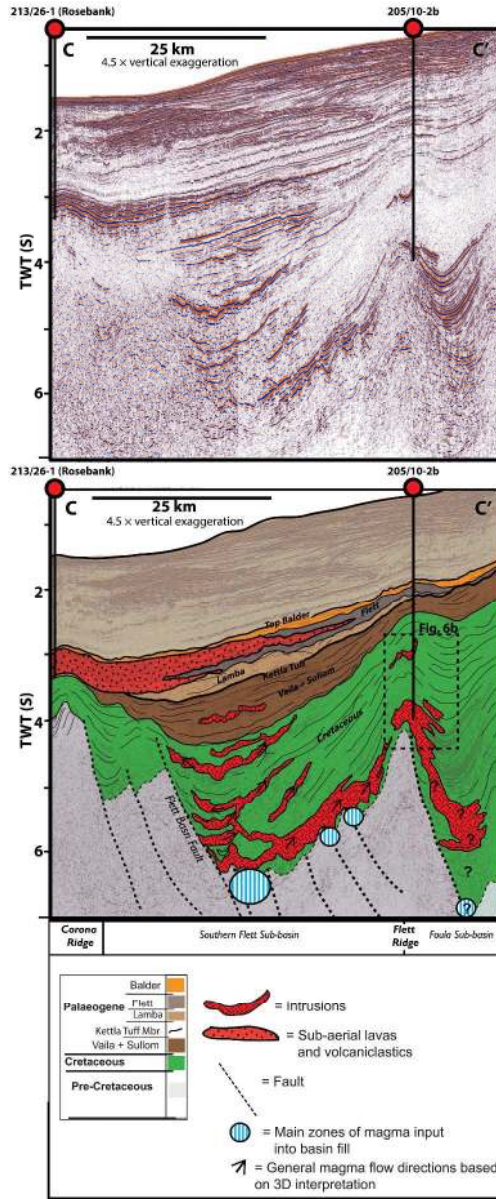 213/26-1 (Rosebank)
205/10-2b
C
C'
25 km
4.5 × vertical exaggeration
2
4
6
TWT (S)
213/26-1 (Rosebank)
205/10-2b
C
C'
25 km
4.5 × vertical exaggeration
2
4
6
TWT (S)
Top Balder
Flett
Fig. 6b
Lamba
Kettla Tuff
Vaila + Sullom
Cretaceous
Flett Basn Fault
?
?
?
Corona Ridge
Southern Flett Sub-basin
Flett Ridge
Foula Sub-basin
Balder
Palaeogene
Flett
Lamba
Kettla Tuff Mbr
Vaila + Sullom
Cretaceous
Pre-Cretaceous
= Intrusions
= Sub-aerial lavas
and volcaniclastics
= Fault
= Main zones of magma input
into basin fill
= General magma flow directions based
on 3D interpretation